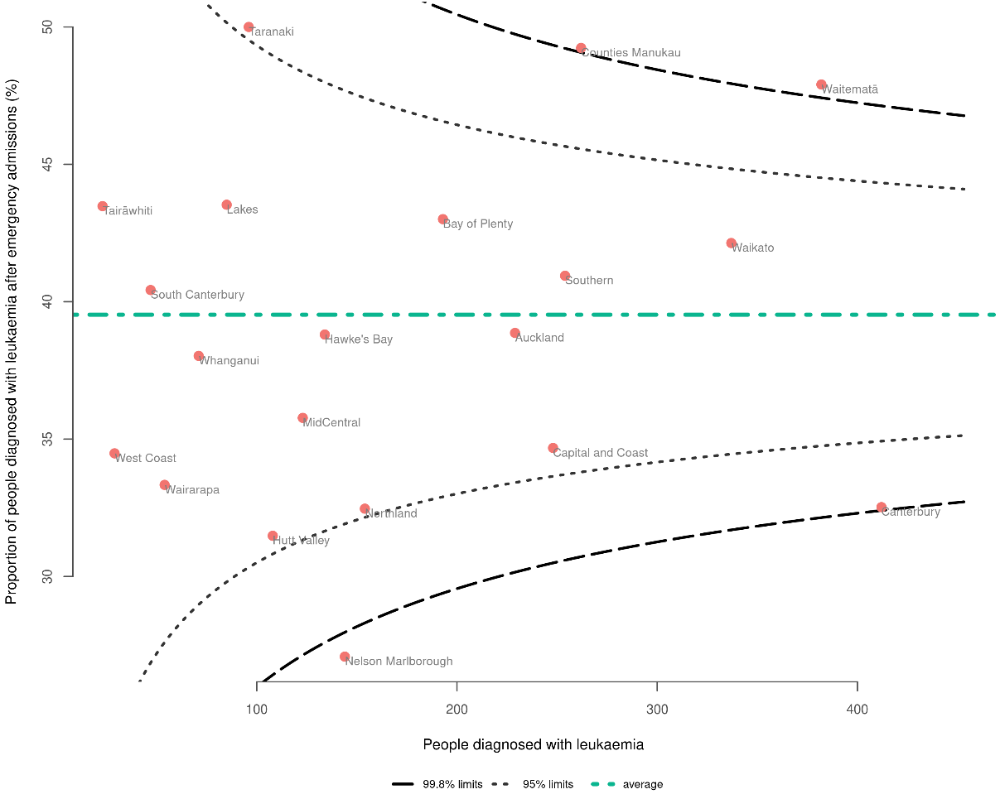 Proportion of people diagnosed with leukaemia after emergency admissions (%)
50
45
40
35
30
Taranaki
Counties Manukau
Waitematā
Tairāwhiti
Lakes
Bay of Plenty
Waikato
Southern
South Canterbury
Hawke's Bay
Auckland
Whanganui
MidCentral
West Coast
Capital and Coast
Wairarapa
Northland
Canterbury
Hutt Valley
Nelson Marlborough
100
200
300
400
People diagnosed with leukaemia
99.8% limits
95% limits
average